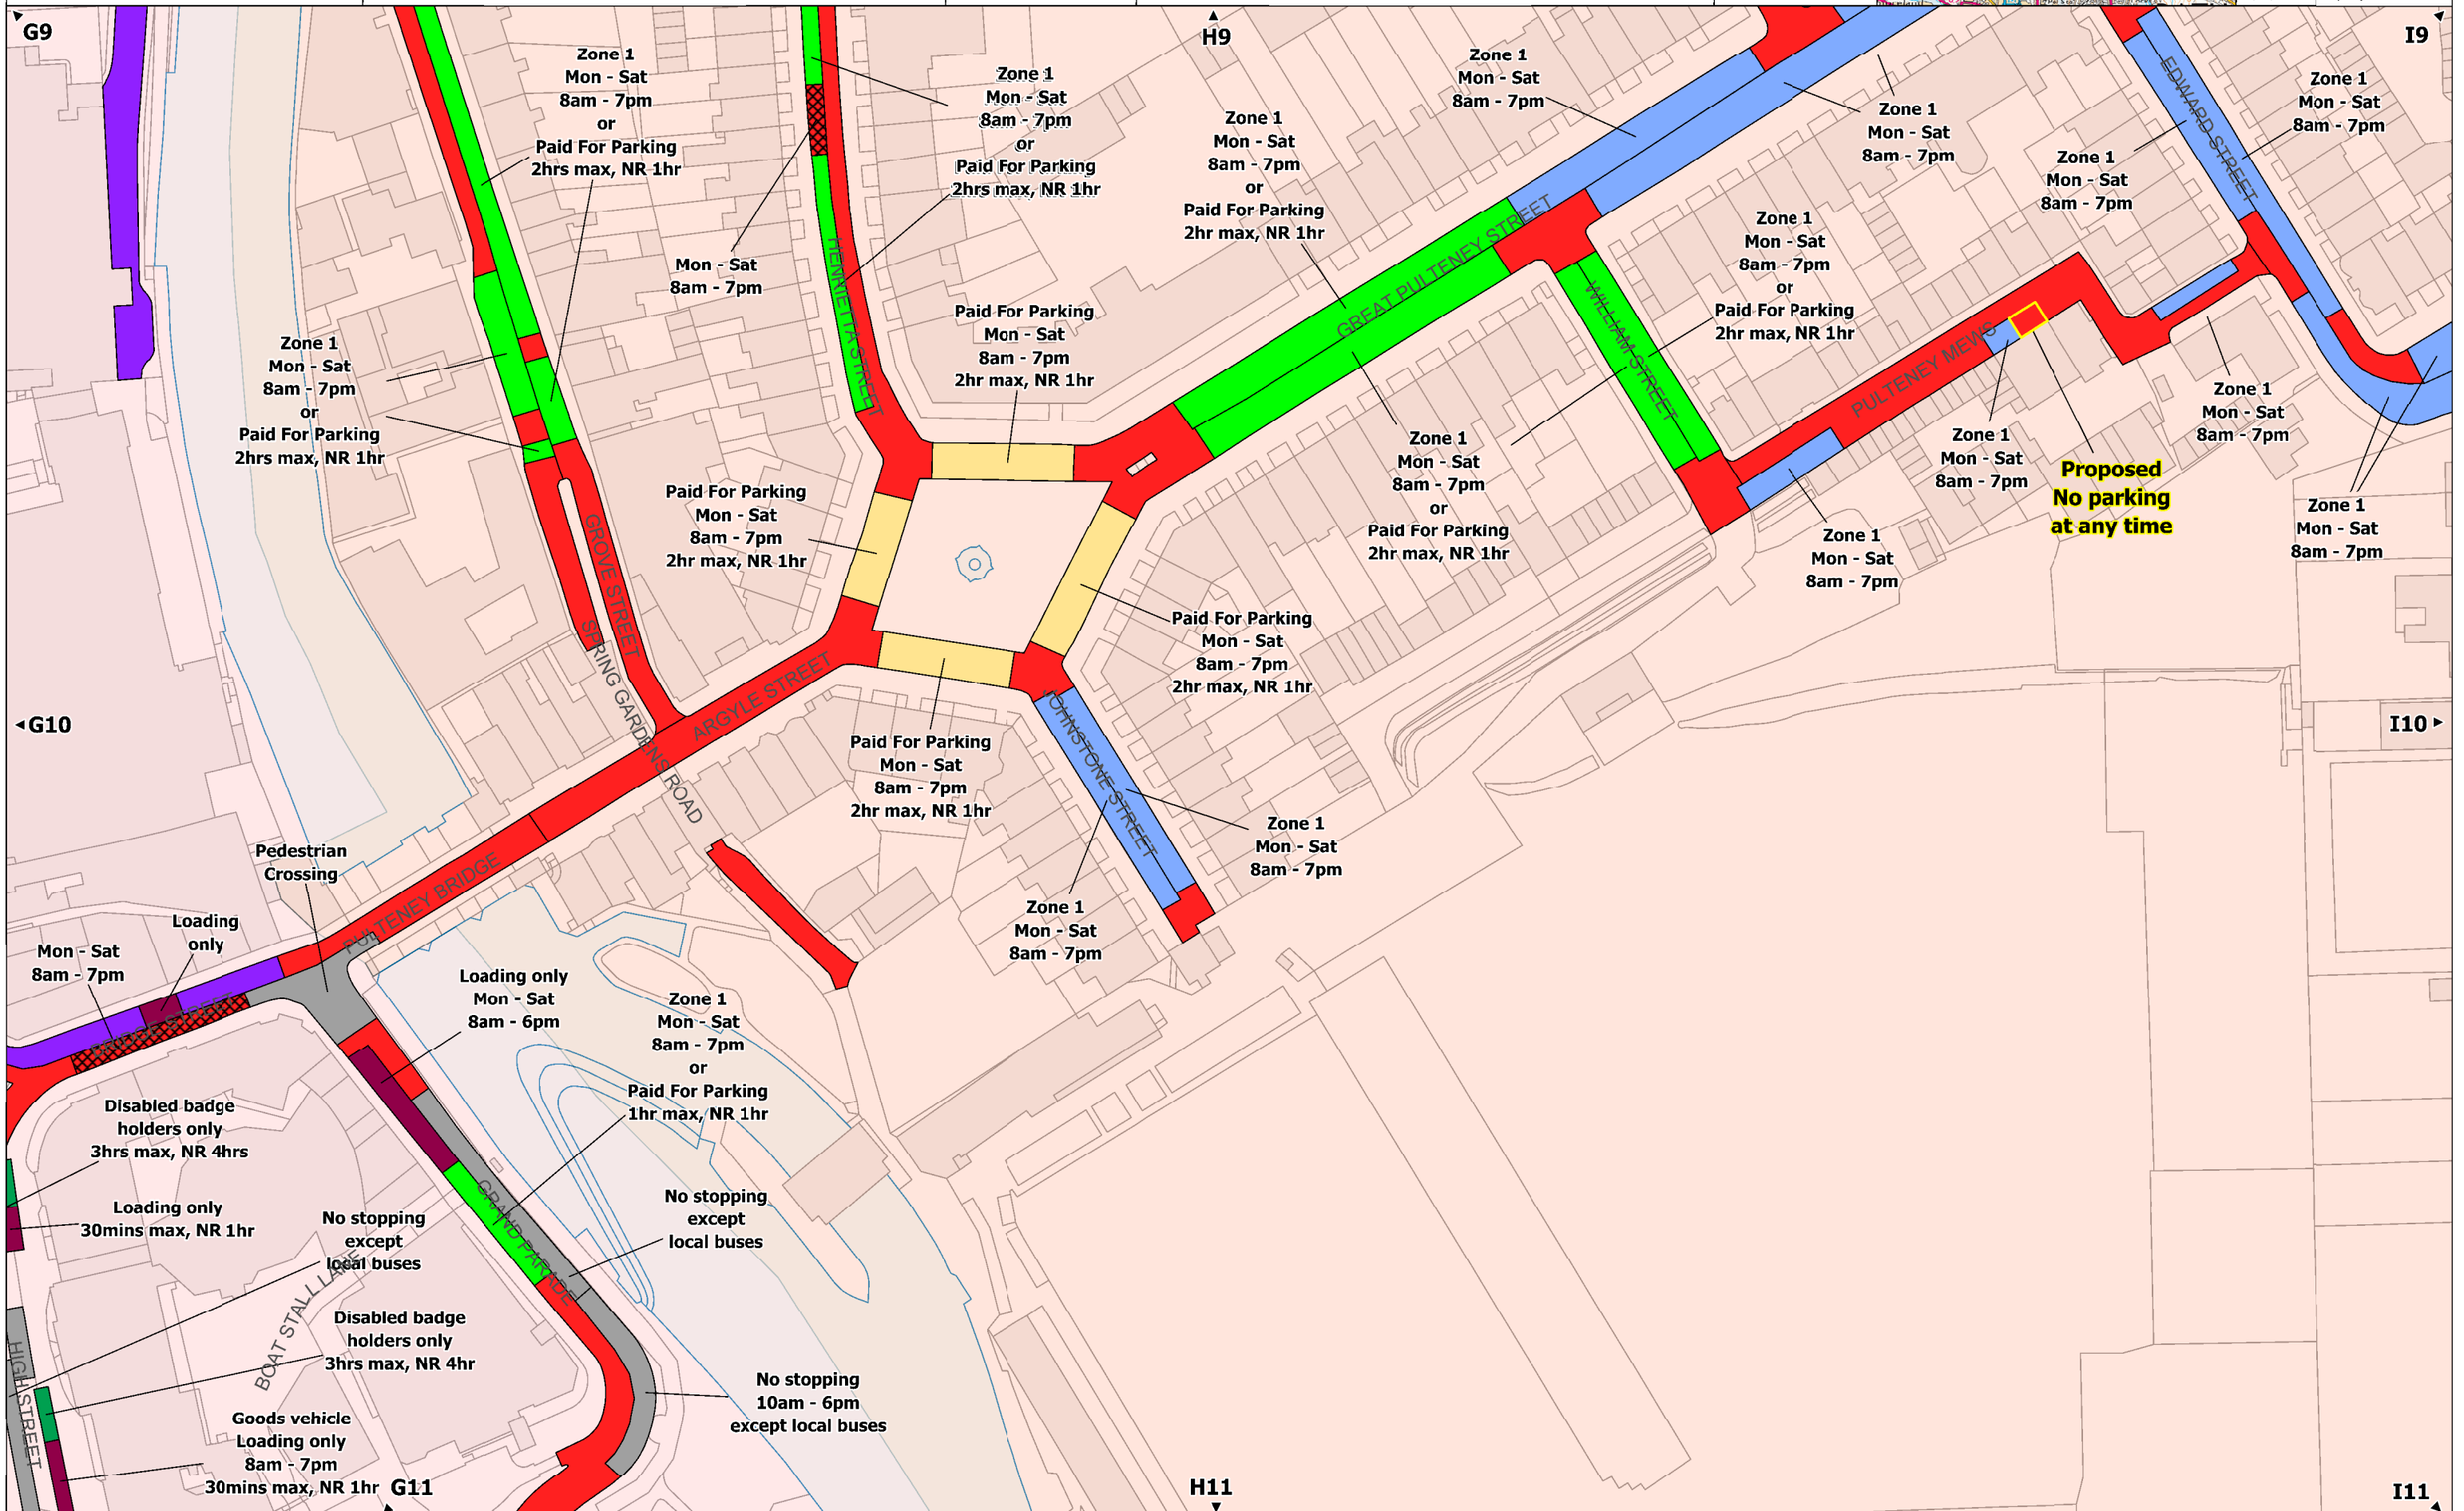 G9
H9
I9
Zone 1
Mon - Sat
8am - 7pm
or
Paid For Parking
2hrs max, NR 1hr
Zone 1
Mon - Sat
8am - 7pm
or
Paid For Parking
2hrs max, NR 1hr
Zone 1
Mon - Sat
8am - 7pm
or
Paid For Parking
2hr max, NR 1hr
Zone 1
Mon - Sat
8am - 7pm
Zone 1
Mon - Sat
8am - 7pm
Zone 1
Mon - Sat
8am - 7pm
EDWARD STREET
Zone 1
Mon - Sat
8am - 7pm
Mon - Sat
8am - 7pm
HENRIETTA STREET
Paid For Parking
Mon - Sat
8am - 7pm
2hr max, NR 1hr
GREAT PULTENEY STREET
WILLIAM STREET
Zone 1
Mon - Sat
8am - 7pm
or
Paid For Parking
2hr max, NR 1hr
PULTENEY MEWS
Zone 1
Mon - Sat
8am - 7pm
or
Paid For Parking
2hrs max, NR 1hr
Paid For Parking
Mon - Sat
8am - 7pm
2hr max, NR 1hr
Zone 1
Mon - Sat
8am - 7pm
or
Paid For Parking
2hr max, NR 1hr
Zone 1
Mon - Sat
8am - 7pm
Zone 1
Mon - Sat
8am - 7pm
Proposed
No parking
at any time
Zone 1
Mon - Sat
8am - 7pm
Zone 1
Mon - Sat
8am - 7pm
GROVE STREET
SPRING GARDENS ROAD
ARGYLE STREET
Paid For Parking
Mon - Sat
8am - 7pm
2hr max, NR 1hr
G10
I10
Paid For Parking
Mon - Sat
8am - 7pm
2hr max, NR 1hr
JOHNSTONE STREET
Zone 1
Mon - Sat
8am - 7pm
Zone 1
Mon - Sat
8am - 7pm
Pedestrian
Crossing
PULTENEY BRIDGE
Loading
only
Mon - Sat
8am - 7pm
BRIDGE STREET
Loading only
Mon - Sat
8am - 6pm
Zone 1
Mon - Sat
8am - 7pm
or
Paid For Parking
1hr max, NR 1hr
Disabled badge
holders only
3hrs max, NR 4hrs
Loading only
30mins max, NR 1hr
No stopping
except
local buses
GRAND PARADE
No stopping
except
local buses
BOAT STALL LANE
Disabled badge
holders only
3hrs max, NR 4hr
HIGH STREET
No stopping
10am - 6pm
except local buses
Goods vehicle
Loading only
8am - 7pm
30mins max, NR 1hr
G11
H11
I11